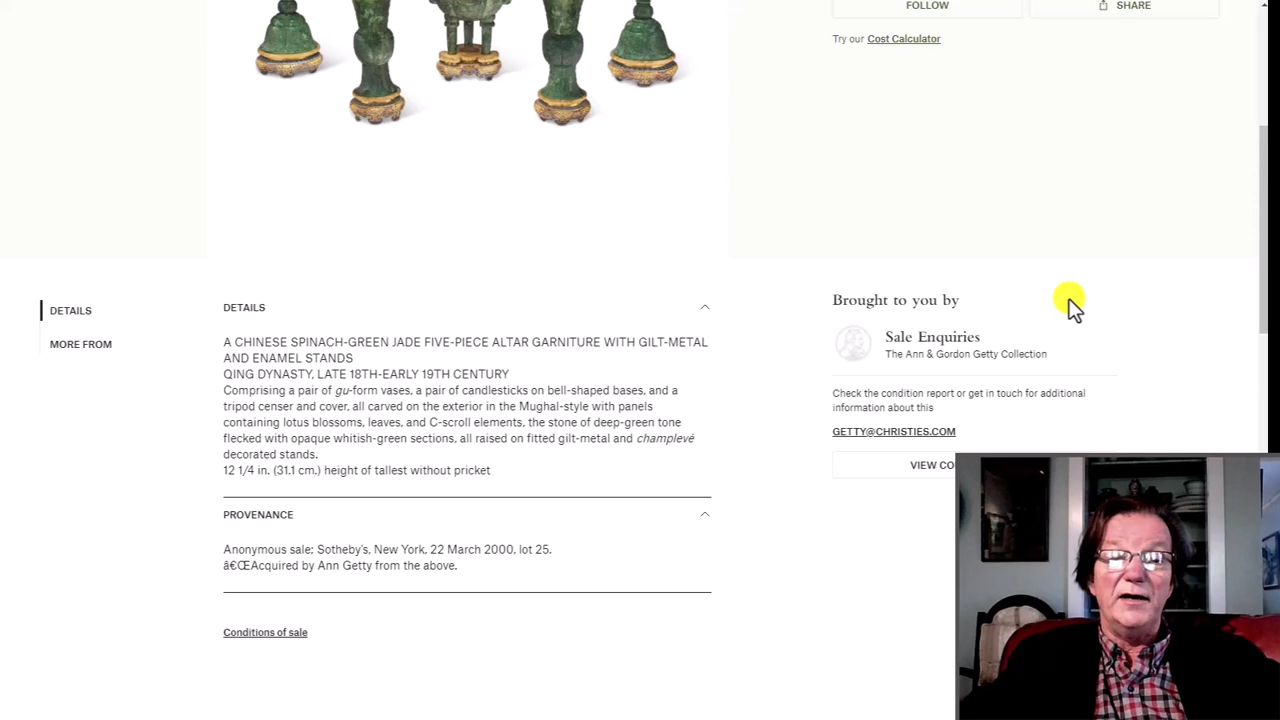 FOLLOW
SHARE
Try our Cost Calculator
DETAILS
MORE FROM
DETAILS
A CHINESE SPINACH-GREEN JADE FIVE-PIECE ALTAR GARNITURE WITH GILT-METAL
AND ENAMEL STANDS
QING DYNASTY, LATE 18TH-EARLY 19TH CENTURY
Comprising a pair of gu-form vases, a pair of candlesticks on bell-shaped bases, and a
tripod censer and cover, all carved on the exterior in the Mughal-style with panels
containing lotus blossoms, leaves, and C-scroll elements, the stone of deep-green tone
flecked with opaque whitish-green sections, all raised on fitted gilt-metal and champlevé
decorated stands.
12 1/4 in. (31.1 cm.) height of tallest without pricket
PROVENANCE
Anonymous sale; Sotheby's, New York, 22 March 2000, lot 25.
â€ŒAcquired by Ann Getty from the above.
Conditions of sale
Brought to you by
Sale Enquiries
The Ann & Gordon Getty Collection
Check the condition report or get in touch for additional
information about this
GETTY@CHRISTIES.COM
VIEW